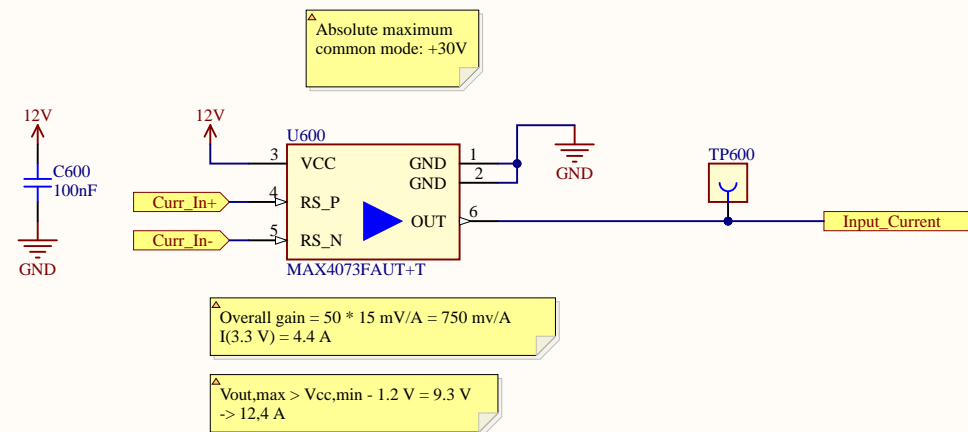 Absolute maximum
common mode: +30V
12V
C600
100nF
GND
12V
U600
3
VCC
GND
1
GND
2
4
RS_P
Curr_In+
OUT
6
5
RS_N
Curr_In-
MAX4073FAUT+T
GND
TP600
Input_Current
Overall gain = 50 * 15 mV/A = 750 mv/A
I(3.3 V) = 4.4 A
Vout,max > Vcc,min - 1.2 V = 9.3 V
-> 12,4 A